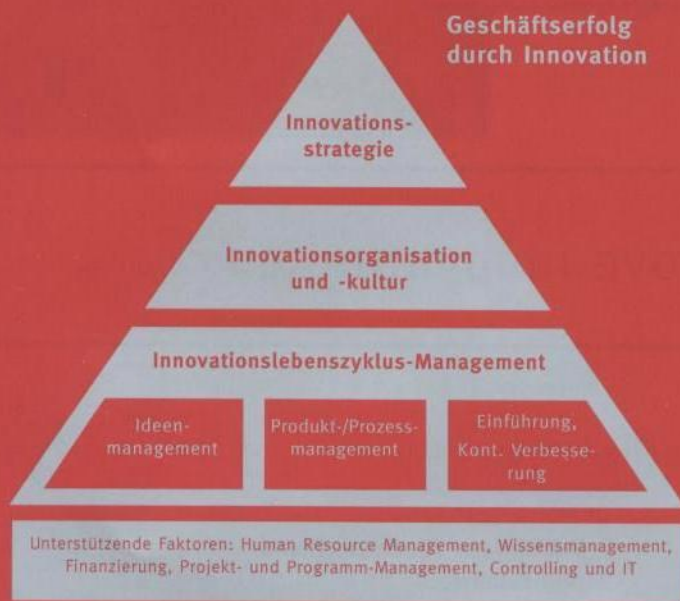 Geschäftserfolg
durch Innovation
Innovations-
strategie
Innovationsorganisation
und -kultur
Innovationslebenszyklus-Management
Ideen-
management
Produkt-/Prozess-
management
Einführung,
Kont. Verbesse-
rung
Unterstützende Faktoren: Human Resource Management, Wissensmanagement,
Finanzierung, Projekt- und Programm-Management, Controlling und IT